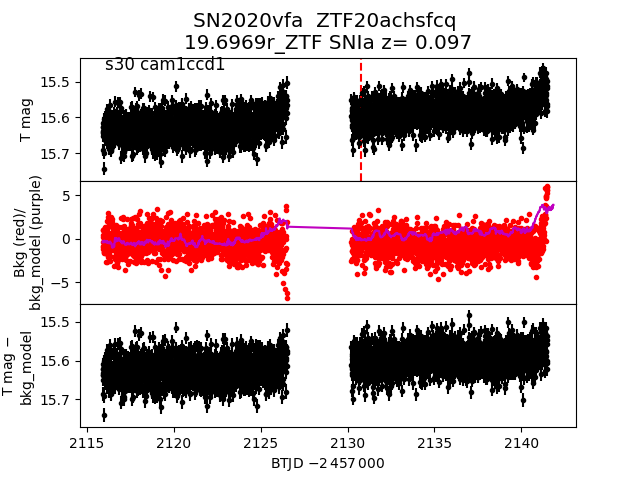 SN2020vfa ZTF20achsfcq
19.6969r_ZTF SNIa z= 0.097
s30 cam1ccd1
T mag
15.5
15.6
15.7
Bkg (red)/
bkg_model (purple)
5
0
−5
T mag −
bkg_model
15.5
15.6
15.7
2115 2120 2125 2130 2135 2140
BTJD −2 457 000